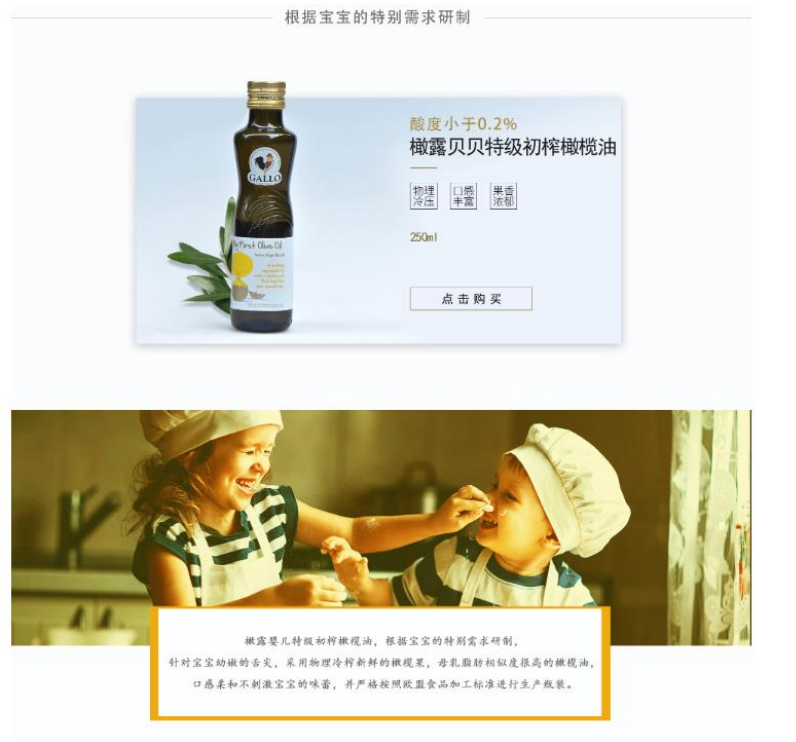 根据宝宝的特别需求研制
酸度小于0.2%
橄露贝贝特级初榨橄榄油
物理
冷压
口感
丰富
果香
浓郁
250ml
点击购买
GALLO
First Olive Oil
橄露婴儿特级初榨橄榄油，根据宝宝的特别需求研制，
针对宝宝幼嫩的舌尖，采用物理冷榨新鲜的橄榄果，母乳脂肪相似度很高的橄榄油，
口感柔和不刺激宝宝的味蕾，并严格按照欧盟食品加工标准进行生产瓶装。